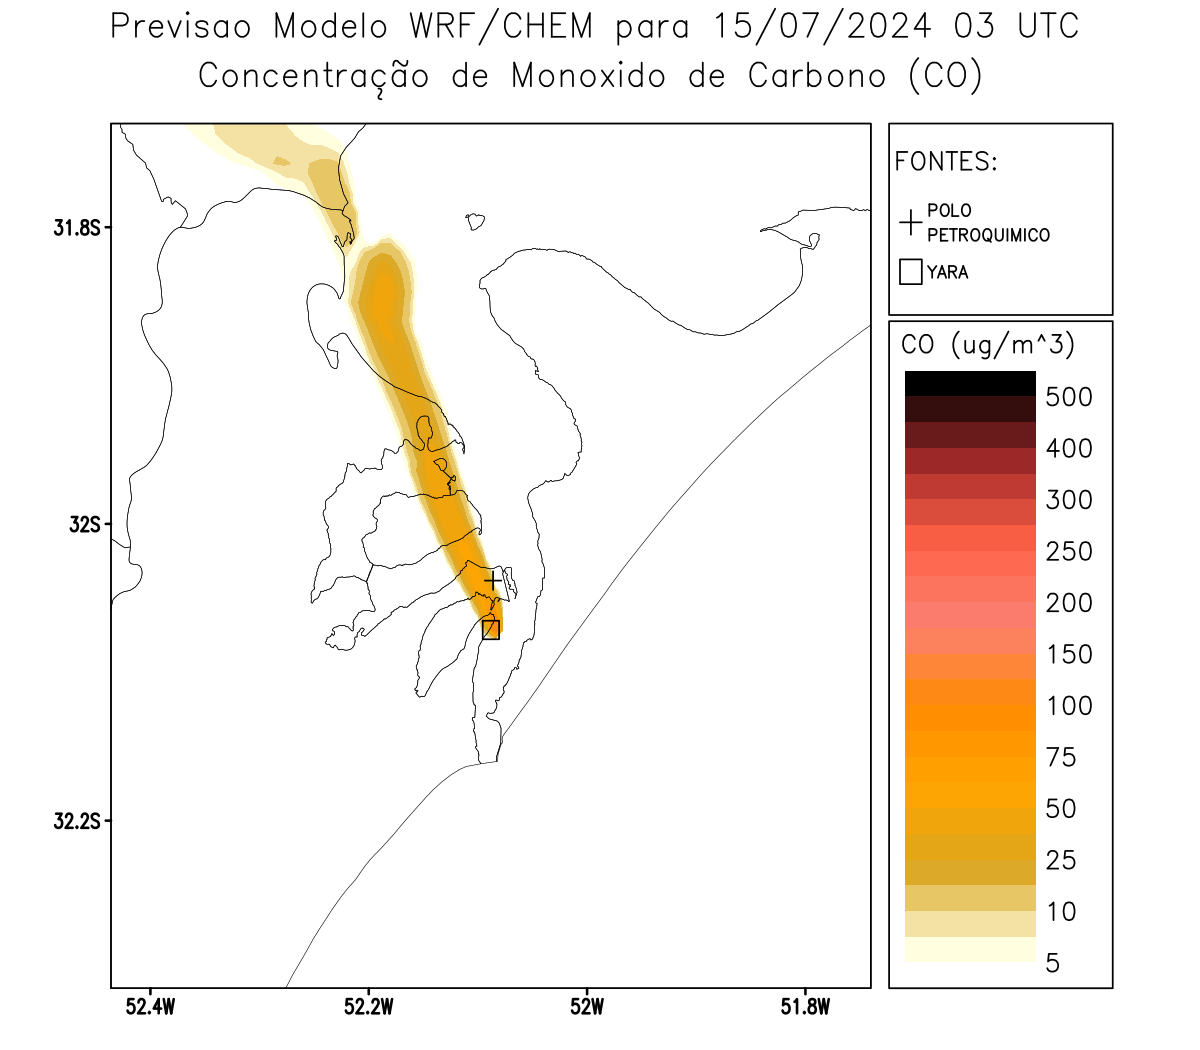 Previsao Modelo WRF/CHEM para 15/07/2024 03 UTC
Concentração de Monoxido de Carbono (CO)
FONTES:
POLO
PETROQUIMICO
YARA
CO (ug/m^3)
500
400
300
250
200
150
100
75
50
25
10
5
31.8S
32S
32.2S
52.4W
52.2W
52W
51.8W